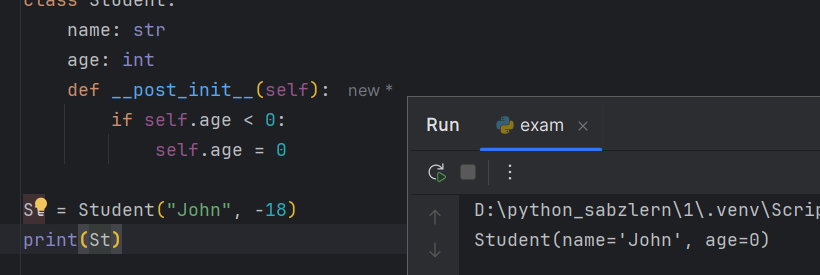 class Student:
name: str
age: int
def __post_init__(self): new *
if self.age < 0:
self.age = 0
St = Student("John", -18)
print(St)
Run exam
D:\python_sabzlern\1\.venv\Scrip
Student(name='John', age=0)